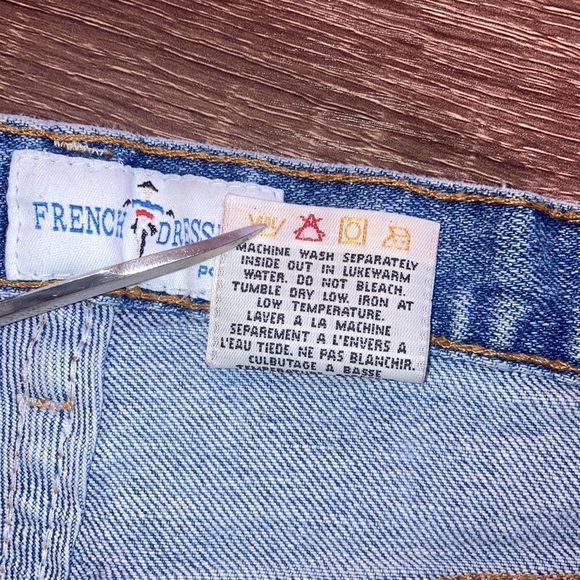 FRENCH DRESS
MACHINE WASH SEPARATELY
INSIDE OUT IN LUKEWARM
WATER. DO NOT BLEACH.
TUMBLE DRY LOW. IRON AT
LOW TEMPERATURE.
LAVER A LA MACHINE
SEPAREMENT A L'ENVERS A
L'EAU TIEDE. NE PAS BLANCHIR.
CULBUTAGE A BASSE